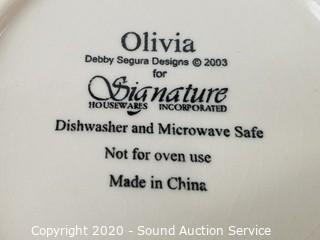 Olivia
Debby Segura Designs © 2003
for
Signature
HOUSEWARES INCORPORATED
Dishwasher and Microwave Safe
Not for oven use
Made in China
Copyright 2020 - Sound Auction Service